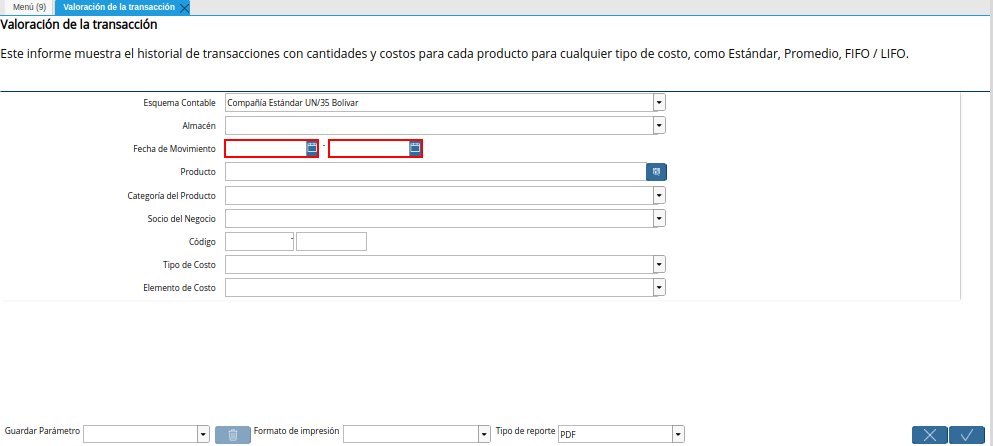 Menú (9) Valoración de la transacción
Valoración de la transacción
Este informe muestra el historial de transacciones con cantidades y costos para cada producto para cualquier tipo de costo, como Estándar, Promedio, FIFO / LIFO.
Esquema Contable Compañía Estándar UN/35 Bolivar
Almacén
Fecha de Movimiento -
Producto
Categoría del Producto
Socio del Negocio
Código -
Tipo de Costo
Elemento de Costo
Guardar Parámetro Formato de impresión Tipo de reporte PDF